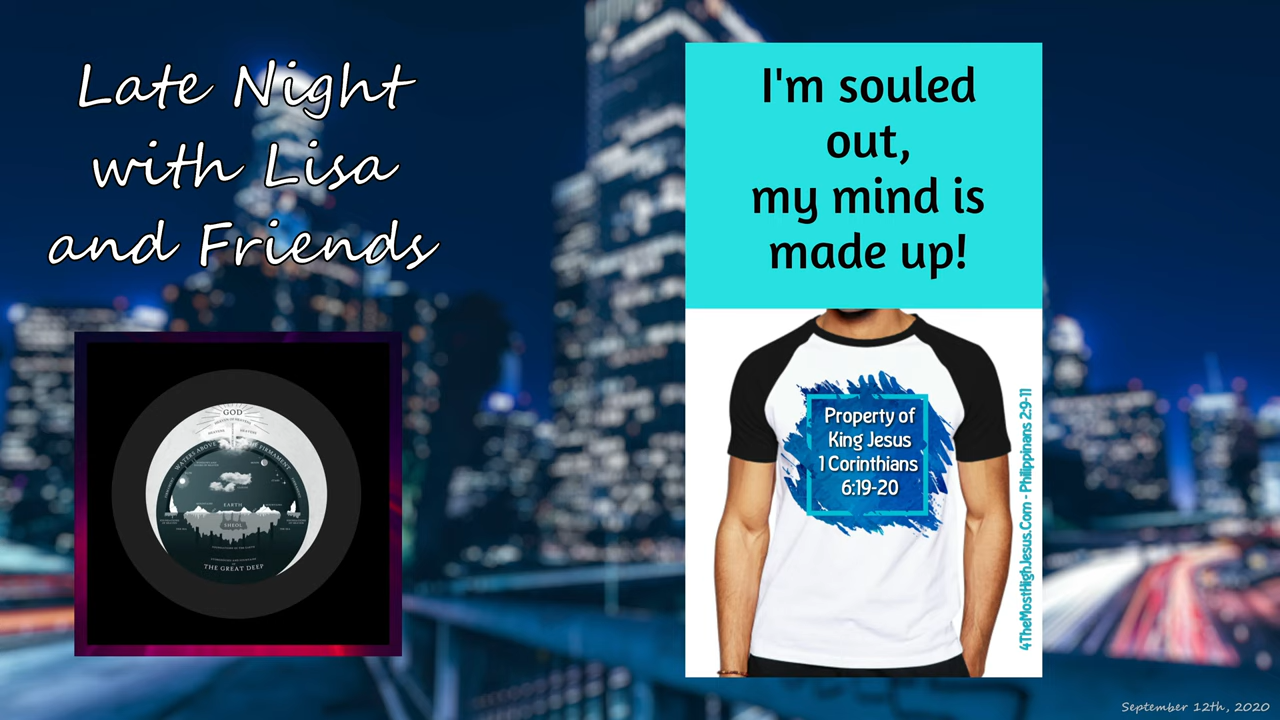 Late Night
with Lisa
and Friends
GOD
WATERS ABOVE THE FIRMAMENT
EARTH
SHEOL
THE GREAT DEEP
I'm souled
out,
my mind is
made up!
Property of
King Jesus
1 Corinthians
6:19-20
4TheMostHighJesus.Com - Philippinans 2:9-11
September 12th, 2020